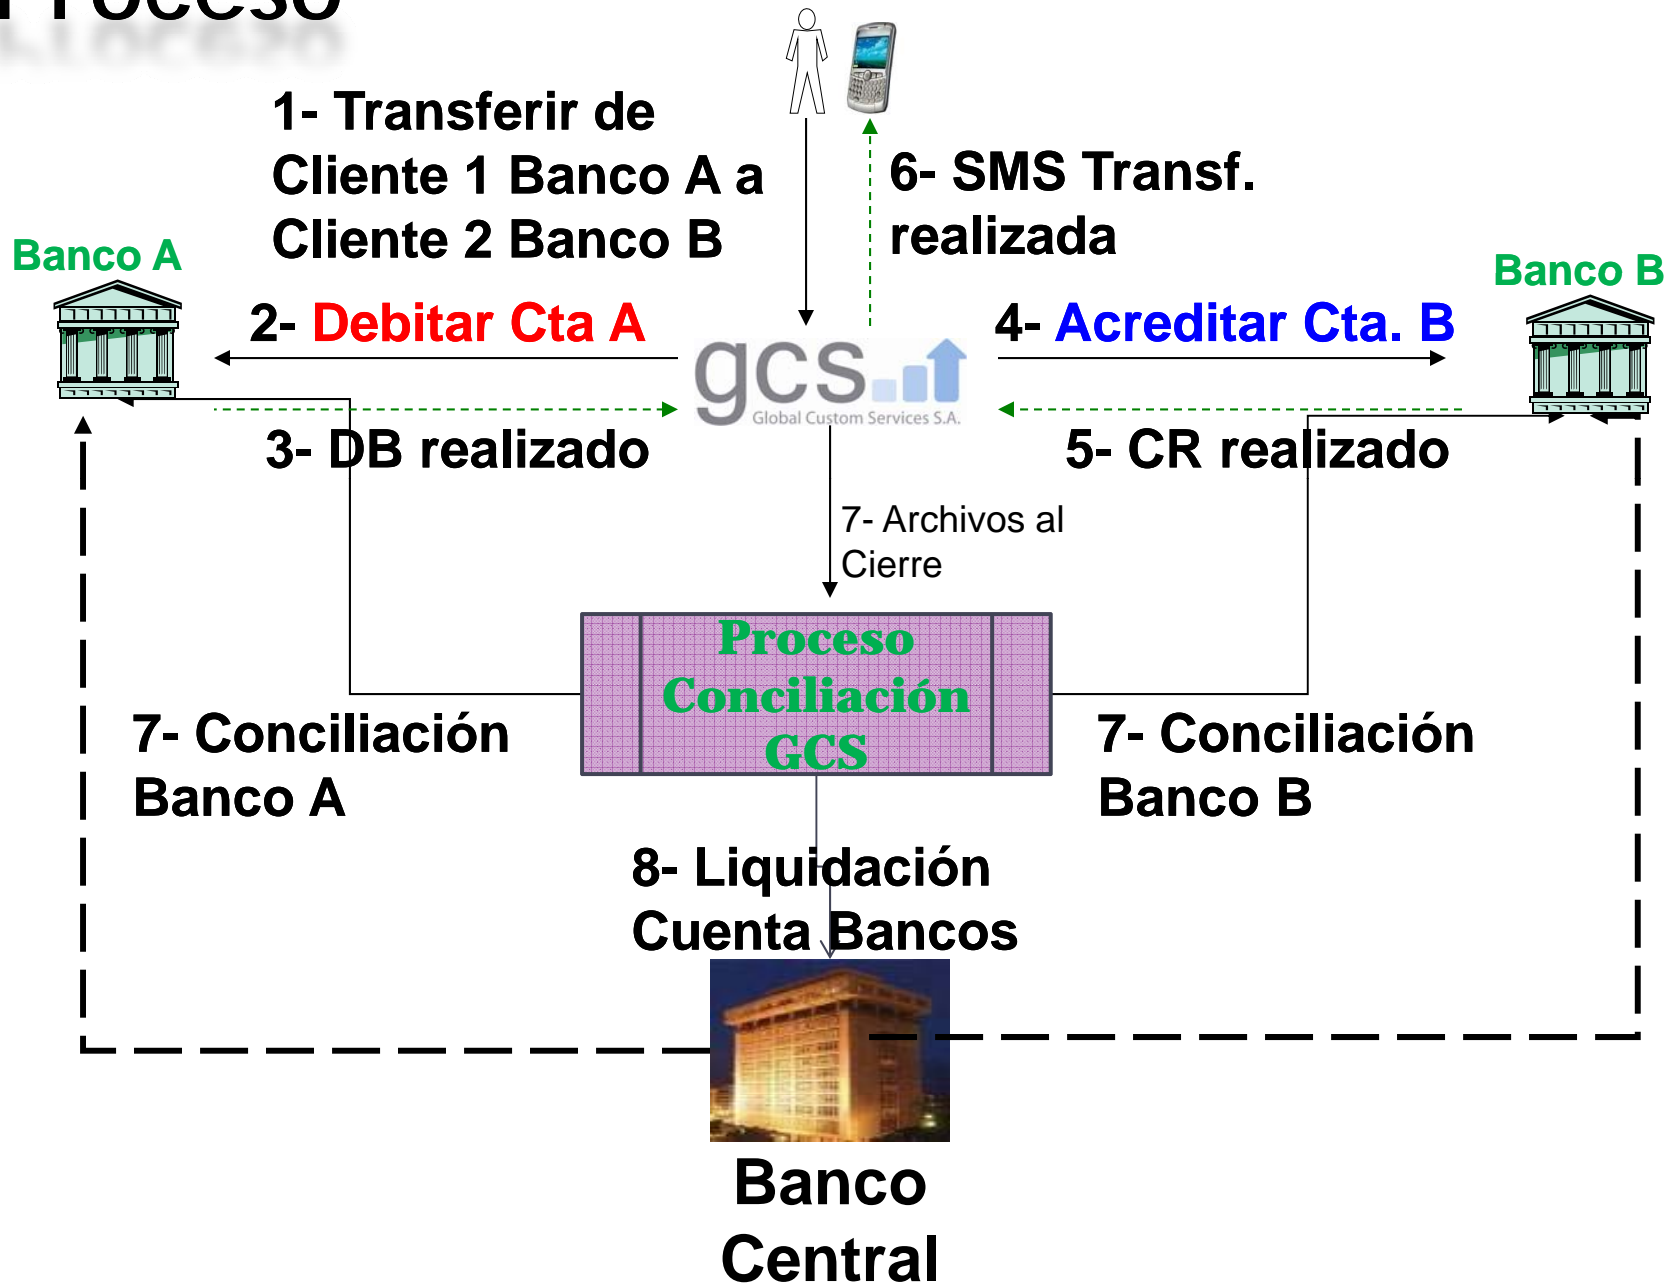 Proceso
1- Transferir de
Cliente 1 Banco A a
Cliente 2 Banco B
6- SMS Transf.
realizada
Banco A
Banco B
2- Debitar Cta A
4- Acreditar Cta. B
gcs
Global Custom Services S.A.
3- DB realizado
5- CR realizado
7- Archivos al
Cierre
Proceso
Conciliación
GCS
7- Conciliación
Banco A
7- Conciliación
Banco B
8- Liquidación
Cuenta Bancos
Banco
Central